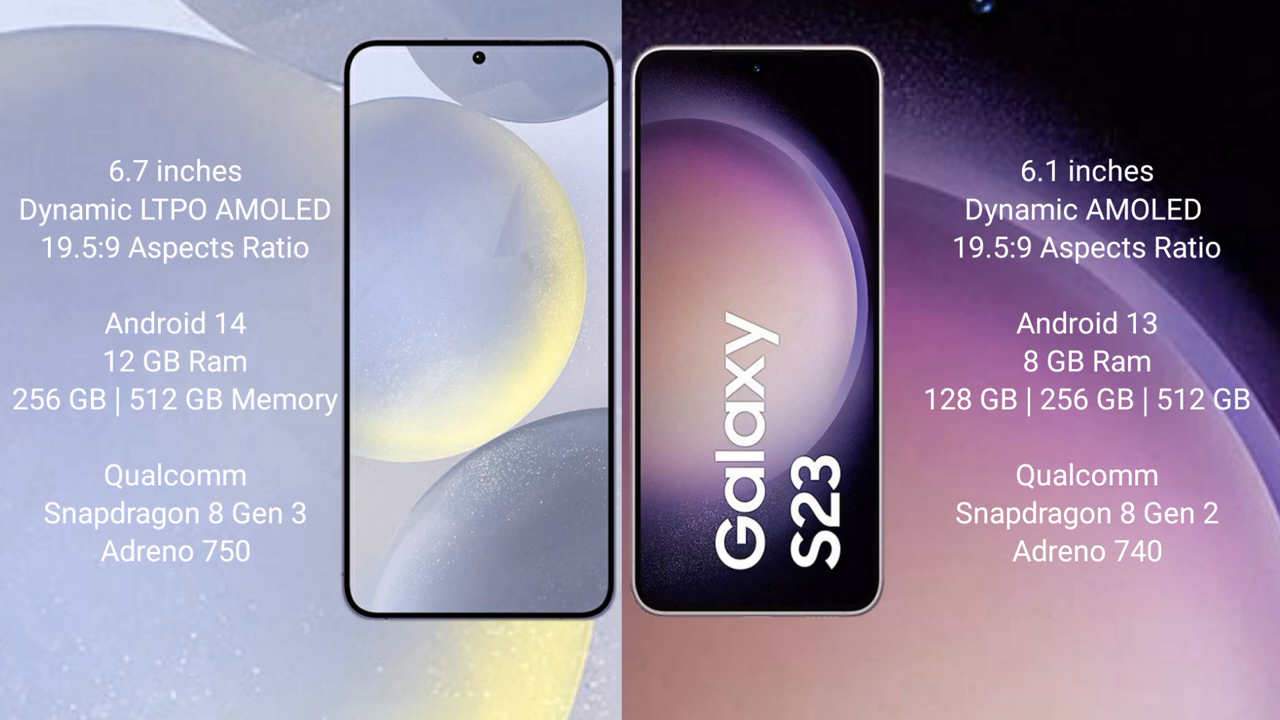 6.7 inches
Dynamic LTPO AMOLED
19.5:9 Aspects Ratio
Android 14
12 GB Ram
256 GB | 512 GB Memory
Qualcomm
Snapdragon 8 Gen 3
Adreno 750
Galaxy
S23
6.1 inches
Dynamic AMOLED
19.5:9 Aspects Ratio
Android 13
8 GB Ram
128 GB | 256 GB | 512 GB
Qualcomm
Snapdragon 8 Gen 2
Adreno 740